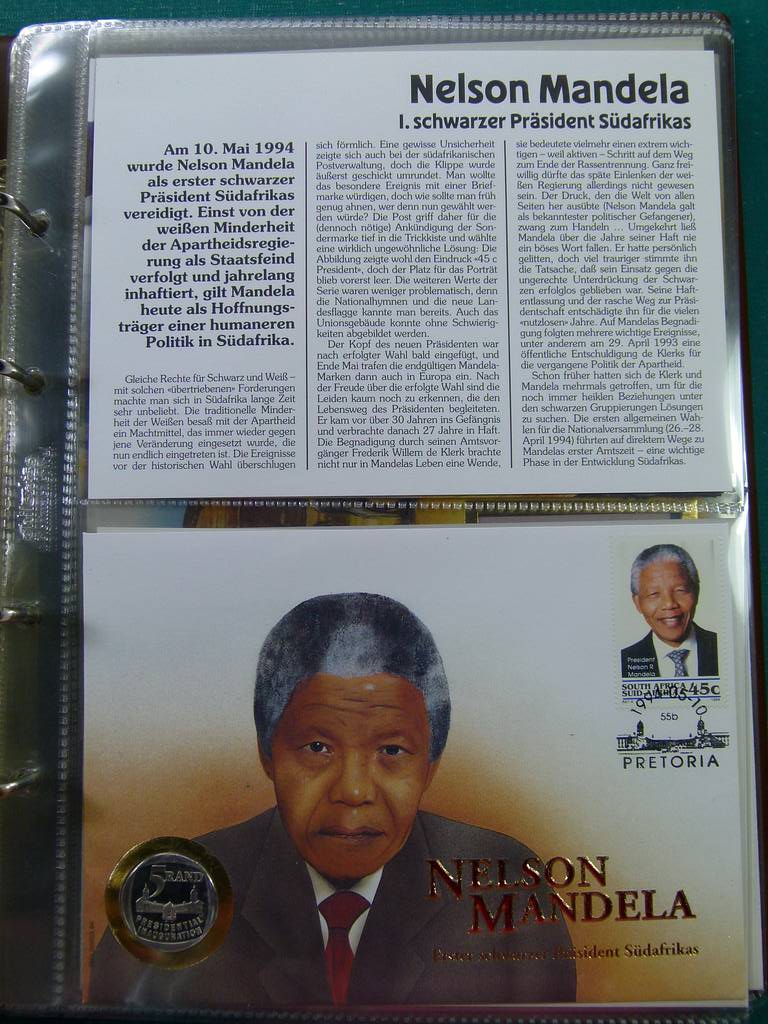 Nelson Mandela
I. schwarzer Präsident Südafrikas
Am 10. Mai 1994
wurde Nelson Mandela
als erster schwarzer
Präsident Südafrikas
vereidigt. Einst von der
weißen Minderheit
der Apartheidsregie-
rung als Staatsfeind
verfolgt und jahrelang
inhaftiert, gilt Mandela
heute als Hoffnungs-
träger einer humaneren
Politik in Südafrika.
Gleiche Rechte für Schwarz und Weiß –
mit solchen «übertriebenen» Forderungen
machte man sich in Südafrika lange Zeit
sehr unbeliebt. Die traditionelle Minder-
heit der Weißen besaß mit der Apartheid
ein Machtmittel, das immer wieder gegen
jene Veränderung eingesetzt wurde, die
nun endlich eingetreten ist. Die Ereignisse
vor der historischen Wahl überschlugen
sich förmlich. Eine gewisse Unsicherheit
zeigte sich auch bei der südafrikanischen
Postverwaltung, doch die Klippe wurde
äußerst geschickt umrundet. Man wollte
das besondere Ereignis mit einer Brief-
marke würdigen, doch wie sollte man früh
genug ahnen, wer denn nun gewählt wer-
den würde? Die Post griff daher für die
(dennoch nötige) Ankündigung der Son-
dermarke tief in die Trickkiste und wählte
eine wirklich ungewöhnliche Lösung: Die
Abbildung zeigte wohl den Eindruck «45 c
President», doch der Platz für das Porträt
blieb vorerst leer. Die weiteren Werte der
Serie waren weniger problematisch, denn
die Nationalhymnen und die neue Lan-
desflagge kannte man bereits. Auch das
Unionsgebäude konnte ohne Schwierig-
keiten abgebildet werden.
Der Kopf des neuen Präsidenten war
nach erfolgter Wahl bald eingefügt, und
Ende Mai trafen die endgültigen Mandela-
Marken dann auch in Europa ein. Nach
der Freude über die erfolgte Wahl sind die
Leiden kaum noch zu erkennen, die den
Lebensweg des Präsidenten begleiteten.
Er kam vor über 30 Jahren ins Gefängnis
und verbrachte danach 27 Jahre in Haft.
Die Begnadigung durch seinen Amtsvor-
gänger Frederik Willem de Klerk brachte
nicht nur in Mandelas Leben eine Wende,
sie bedeutete vielmehr einen extrem wich-
tigen – weil aktiven – Schritt auf dem Weg
zum Ende der Rassentrennung. Ganz frei-
willig dürfte das späte Einlenken der wei-
ßen Regierung allerdings nicht gewesen
sein. Der Druck, den die Welt von allen
Seiten her ausübte (Nelson Mandela galt
als bekanntester politischer Gefangener),
zwang zum Handeln ... Umgekehrt ließ
Mandela über die Jahre seiner Haft nie
ein böses Wort fallen. Er hatte persönlich
gelitten, doch viel trauriger stimmte ihn
die Tatsache, daß sein Einsatz gegen die
ungerechte Unterdrückung der Schwar-
zen erfolglos geblieben war. Seine Haft-
entlassung und der rasche Weg zur Präsi-
dentschaft entschädigte ihn für die vielen
«nutzlosen» Jahre. Auf Mandelas Begnadi-
gung folgten mehrere wichtige Ereignisse,
unter anderem am 29. April 1993 eine
öffentliche Entschuldigung de Klerks für
die vergangene Politik der Apartheid.
Schon früher hatten sich de Klerk und
Mandela mehrmals getroffen, um für die
noch immer heiklen Beziehungen unter
den schwarzen Gruppierungen Lösungen
zu suchen. Die ersten allgemeinen Wah-
len für die Nationalversammlung (26.–28.
April 1994) führten auf direktem Wege zu
Mandelas erster Amtszeit – eine wichtige
Phase in der Entwicklung Südafrikas.
President
Nelson R.
Mandela
SOUTH AFRICA
SUID-AFRIKA 45c
1994-05-10
55b
PRETORIA
5 RAND
PRESIDENTIAL
INAUGURATION
NELSON
MANDELA
Erster schwarzer Präsident Südafrikas